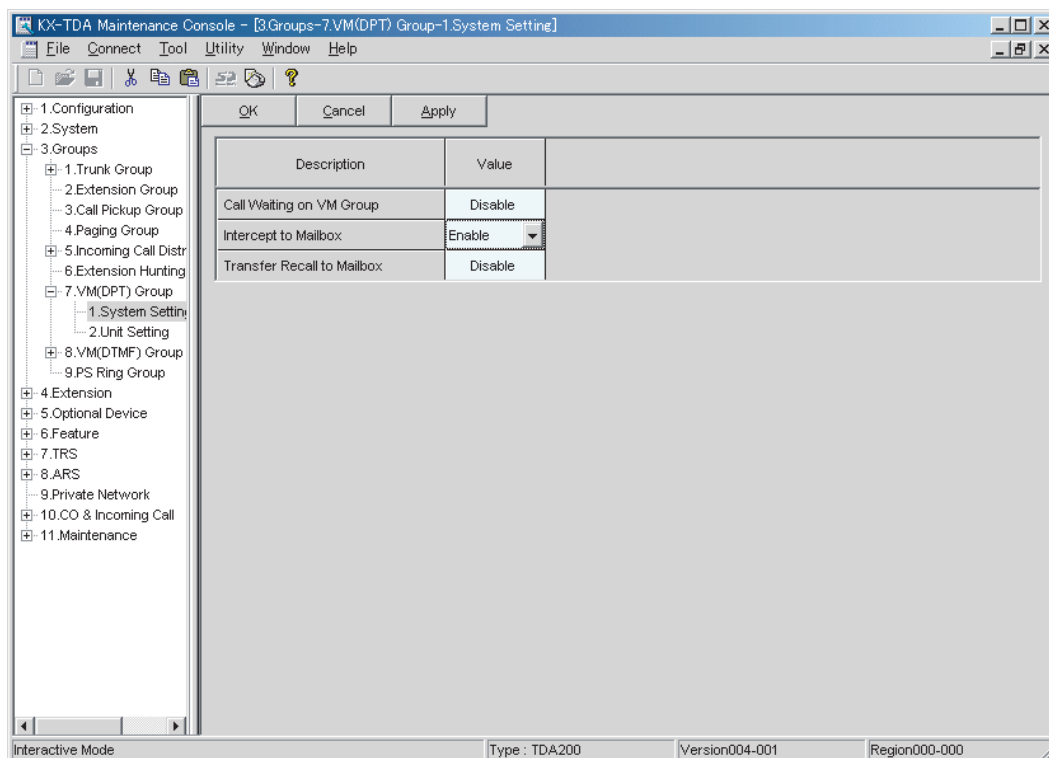 KX-TDA Maintenance Console - [3.Groups-7.VM(DPT) Group-1.System Setting]
File Connect Tool Utility Window Help
1.Configuration
2.System
3.Groups
1.Trunk Group
2.Extension Group
3.Call Pickup Group
4.Paging Group
5.Incoming Call Distr
6.Extension Hunting
7.VM(DPT) Group
1.System Setting
2.Unit Setting
8.VM(DTMF) Group
9.PS Ring Group
4.Extension
5.Optional Device
6.Feature
7.TRS
8.ARS
9.Private Network
10.CO & Incoming Call
11.Maintenance
OK Cancel Apply
Description Value
Call Waiting on VM Group Disable
Intercept to Mailbox Enable
Transfer Recall to Mailbox Disable
Interactive Mode Type : TDA200 Version004-001 Region000-000